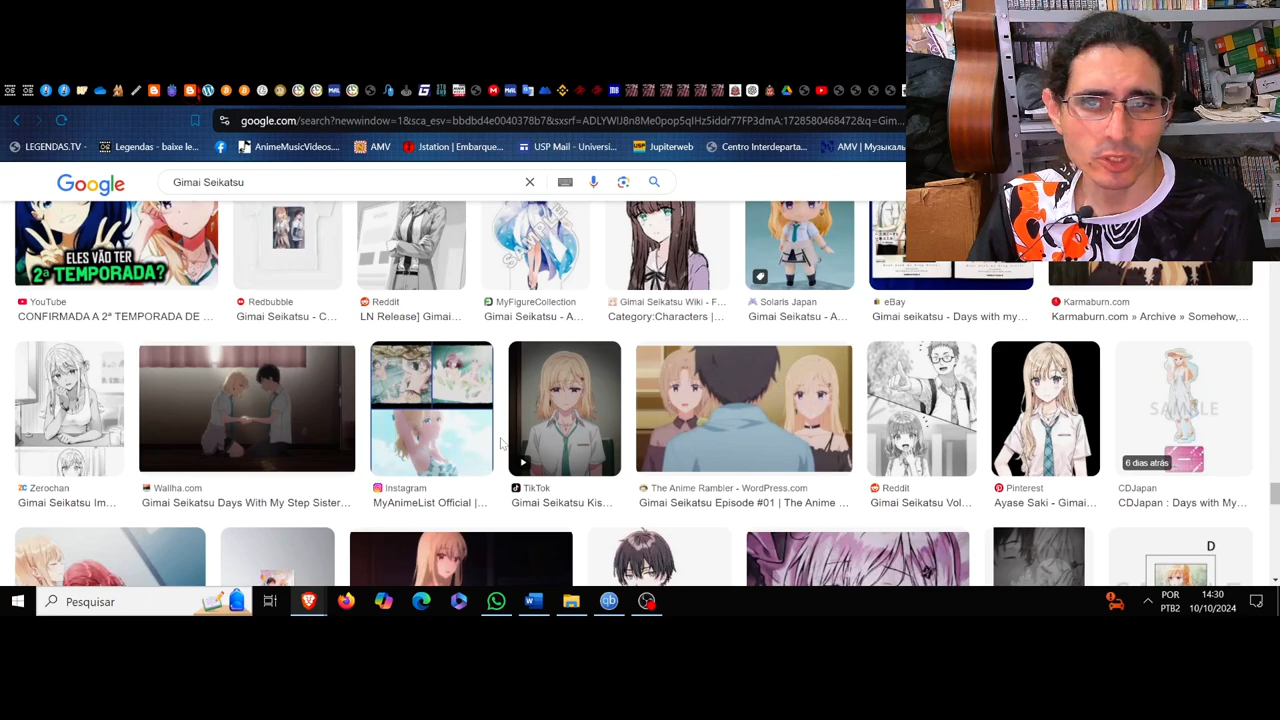 google.com/search?newwindow=1&sca_esv=bbdbd4e0040378b7&sxsrf=ADLYWIJ8n8Me0pop5qIHz5iddr77FP3dmA:1728580468472&q=Gim...
LEGENDAS.TV -
Legendas - baixe le...
AnimeMusicVideos...
AMV
Jstation | Embarque...
USP Mail - Universi...
Jupiterweb
Centro Interdeparta...
AMV | Музыкаль
Google
Gimai Seikatsu
ELES VÃO TER
2ª TEMPORADA?
YouTube
CONFIRMADA A 2ª TEMPORADA DE ...
Redbubble
Gimai Seikatsu - C...
Reddit
LN Release] Gimai...
MyFigureCollection
Gimai Seikatsu - A...
Gimai Seikatsu Wiki - F...
Category:Characters |...
Solaris Japan
Gimai Seikatsu - A...
eBay
Gimai seikatsu - Days with my...
Karmaburn.com
Karmaburn.com » Archive » Somehow,...
Zerochan
Gimai Seikatsu Im...
Wallha.com
Gimai Seikatsu Days With My Step Sister...
Instagram
MyAnimeList Official |...
TikTok
Gimai Seikatsu Kis...
The Anime Rambler - WordPress.com
Gimai Seikatsu Episode #01 | The Anime ...
Reddit
Gimai Seikatsu Vol...
Pinterest
Ayase Saki - Gimai...
SAMPLE
6 dias atrás
CDJapan
CDJapan : Days with My...
D
Pesquisar
POR
PTB2
14:30
10/10/2024